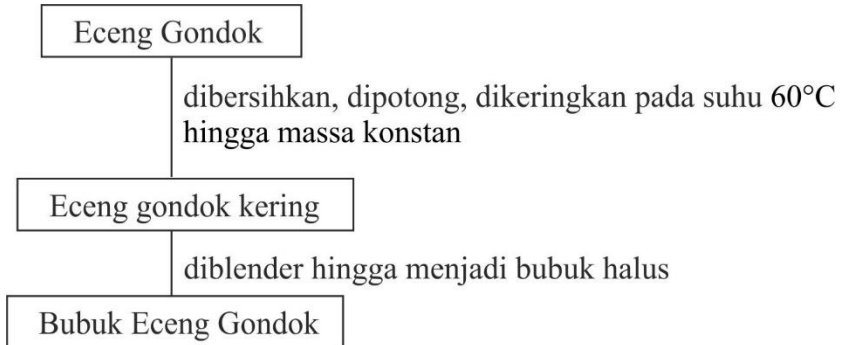 Eceng Gondok
dibersihkan, dipotong, dikeringkan pada suhu 60°C
hingga massa konstan
Eceng gondok kering
diblender hingga menjadi bubuk halus
Bubuk Eceng Gondok